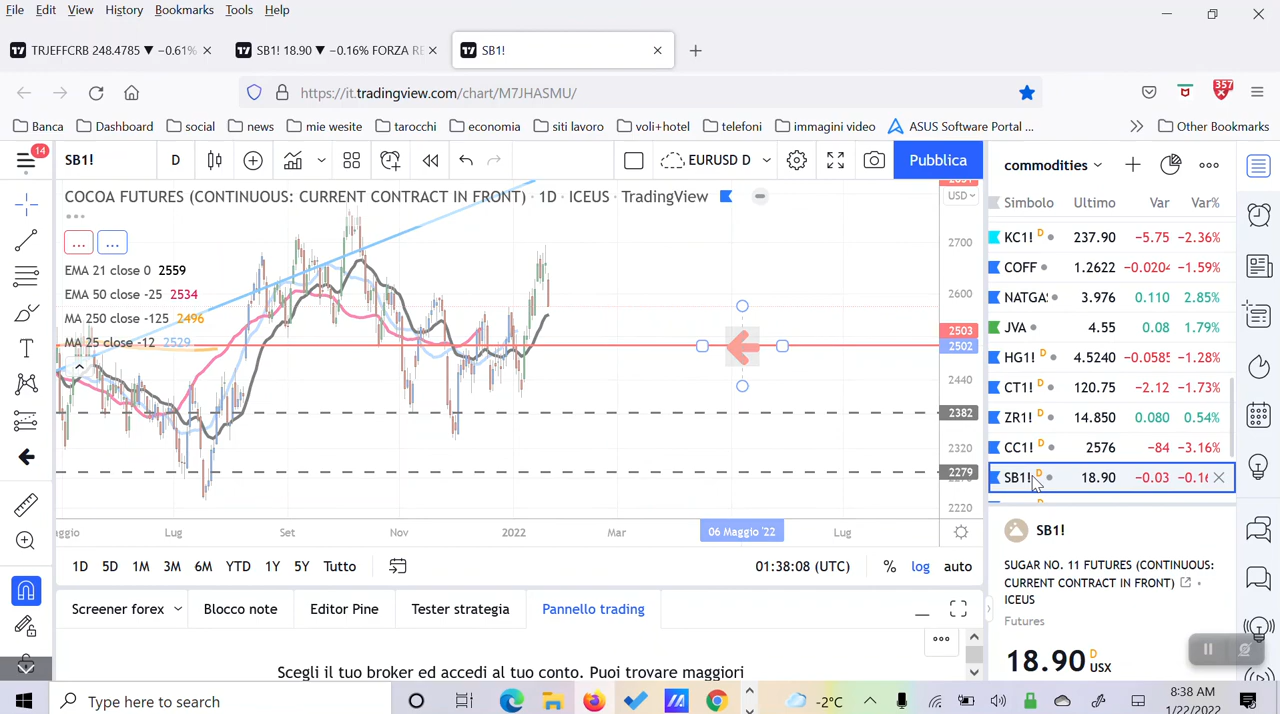 File Edit View History Bookmarks Tools Help
TRJEFFCRB 248.4785 ▼ −0.61% SB1! 18.90 ▼ −0.16% FORZA RE SB1!
https://it.tradingview.com/chart/M7JHASMU/ 357
Banca Dashboard social news mie wesite tarocchi economia siti lavoro voli+hotel telefoni immagini video ASUS Software Portal ... Other Bookmarks
14 SB1! D EURUSD D Pubblica commodities
COCOA FUTURES (CONTINUOUS: CURRENT CONTRACT IN FRONT) · 1D · ICEUS · TradingView USD
Simbolo Ultimo Var Var%
... ...
EMA 21 close 0 2559
EMA 50 close -25 2534
MA 250 close -125 2496
MA 25 close -12 2529
2700
2600
2503
2502
2440
2382
2320
2279
2220
KC1! D 237.90 −5.75 −2.36%
COFF 1.2622 −0.0204 −1.59%
NATGA 3.976 0.110 2.85%
JVA 4.55 0.08 1.79%
HG1! D 4.5240 −0.0585 −1.28%
CT1! D 120.75 −2.12 −1.73%
ZR1! D 14.850 0.080 0.54%
CC1! D 2576 −84 −3.16%
SB1! D 18.90 −0.03 −0.16
aggio Lug Set Nov 2022 Mar 06 Maggio '22 Lug
SB1!
SUGAR NO. 11 FUTURES (CONTINUOUS:
CURRENT CONTRACT IN FRONT) ·
ICEUS
Futures
18.90 D USX
1D 5D 1M 3M 6M YTD 1Y 5Y Tutto 01:38:08 (UTC) % log auto
Screener forex Blocco note Editor Pine Tester strategia Pannello trading
Scegli il tuo broker ed accedi al tuo conto. Puoi trovare maggiori
Type here to search -2°C 8:38 AM
1/22/2022